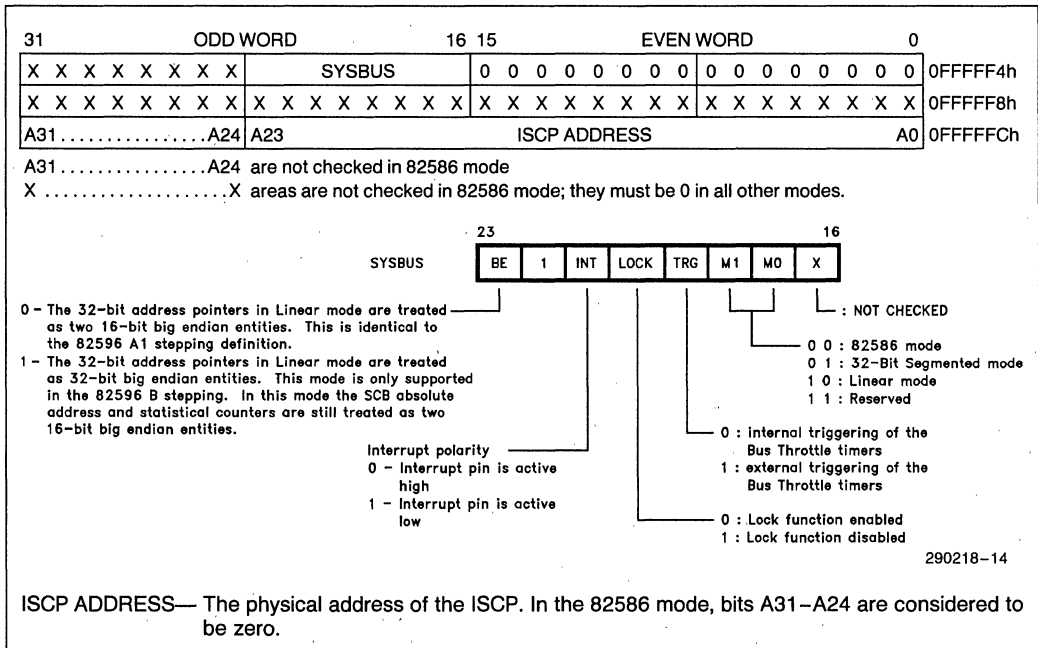 31 ODD WORD 16 15 EVEN WORD 0
X X X X X X X X SYSBUS 0 0 0 0 0 0 0 0 0 0 0 0 0 0 0 0 0FFFFF4h
X X X X X X X X X X X X X X X X X X X X X X X X X X X X X X X X 0FFFFF8h
A31.................A24 A23 ISCP ADDRESS A0 0FFFFFCh
A31................A24 are not checked in 82586 mode
X ...................X areas are not checked in 82586 mode; they must be 0 in all other modes.
23 16
SYSBUS BE 1 INT LOCK TRG M1 M0 X
0 – The 32-bit address pointers in Linear mode are treated
as two 16-bit big endian entities. This is identical to
the 82596 A1 stepping definition.
1 – The 32-bit address pointers in Linear mode are treated
as 32-bit big endian entities. This mode is only supported
in the 82596 B stepping. In this mode the SCB absolute
address and statistical counters are still treated as two
16-bit big endian entities.
: NOT CHECKED
0 0 : 82586 mode
0 1 : 32-Bit Segmented mode
1 0 : Linear mode
1 1 : Reserved
Interrupt polarity
0 – Interrupt pin is active
high
1 – Interrupt pin is active
low
0 : internal triggering of the
Bus Throttle timers
1 : external triggering of the
Bus Throttle timers
0 : Lock function enabled
1 : Lock function disabled
290218–14
ISCP ADDRESS— The physical address of the ISCP. In the 82586 mode, bits A31–A24 are considered to
be zero.